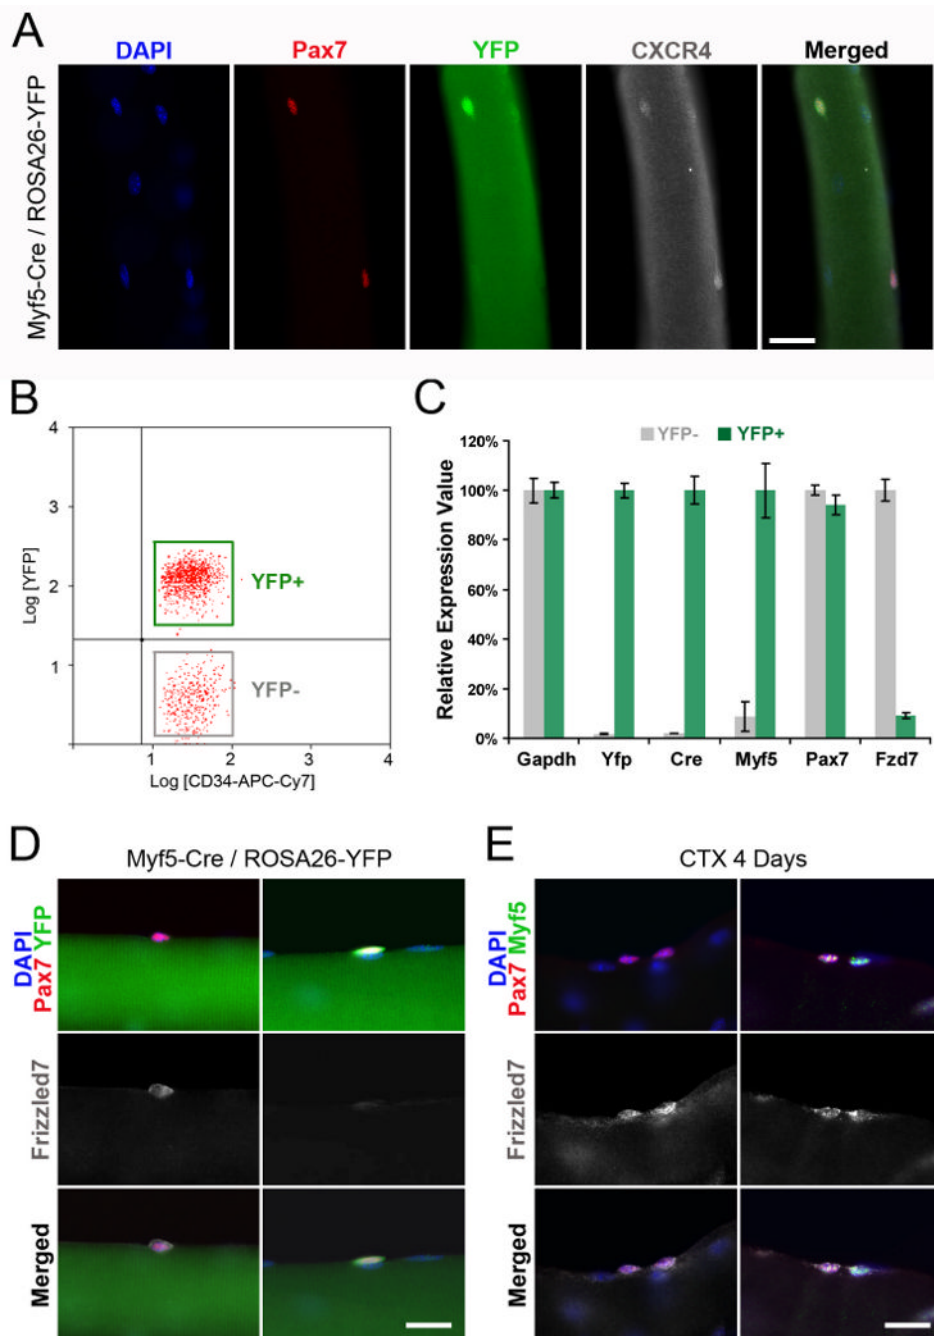 A
DAPI Pax7 YFP CXCR4 Merged
Myf5-Cre / ROSA26-YFP
B
4
3
2
1
Log [YFP]
YFP+
YFP-
1 2 3 4
Log [CD34-APC-Cy7]
C
YFP- YFP+
120%
100%
80%
60%
40%
20%
0%
Relative Expression Value
Gapdh Yfp Cre Myf5 Pax7 Fzd7
D
Myf5-Cre / ROSA26-YFP
DAPI
Pax7 YFP
Frizzled7
Merged
E
CTX 4 Days
DAPI
Pax7 Myf5
Frizzled7
Merged